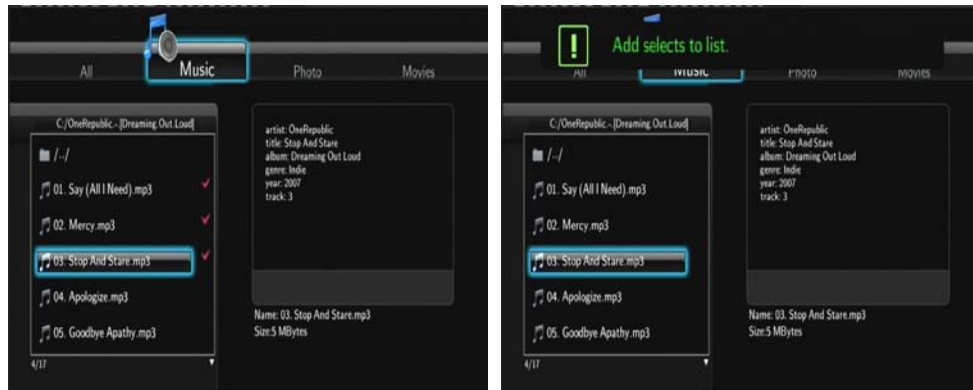 All Music Photo Movies
C:/OneRepublic.-.[Dreaming.Out.Loud]
/../
01. Say (All I Need).mp3
02. Mercy.mp3
03. Stop And Stare.mp3
04. Apologize.mp3
05. Goodbye Apathy.mp3
4/17
artist: OneRepublic
title: Stop And Stare
album: Dreaming Out Loud
genre: Indie
year: 2007
track: 3
Name: 03. Stop And Stare.mp3
Size:5 MBytes
Add selects to list.
All Music Photo Movies
C:/OneRepublic.-.[Dreaming.Out.Loud]
/../
01. Say (All I Need).mp3
02. Mercy.mp3
03. Stop And Stare.mp3
04. Apologize.mp3
05. Goodbye Apathy.mp3
4/17
artist: OneRepublic
title: Stop And Stare
album: Dreaming Out Loud
genre: Indie
year: 2007
track: 3
Name: 03. Stop And Stare.mp3
Size:5 MBytes